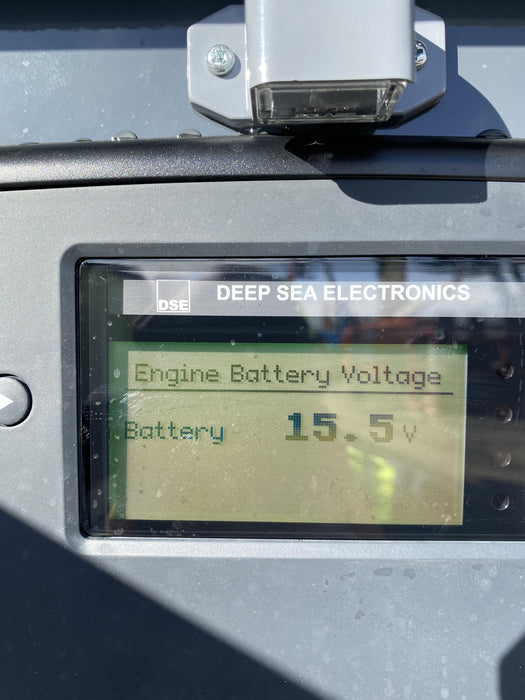 DSE DEEP SEA ELECTRONICS
Engine Battery Voltage
Battery 15.5 v